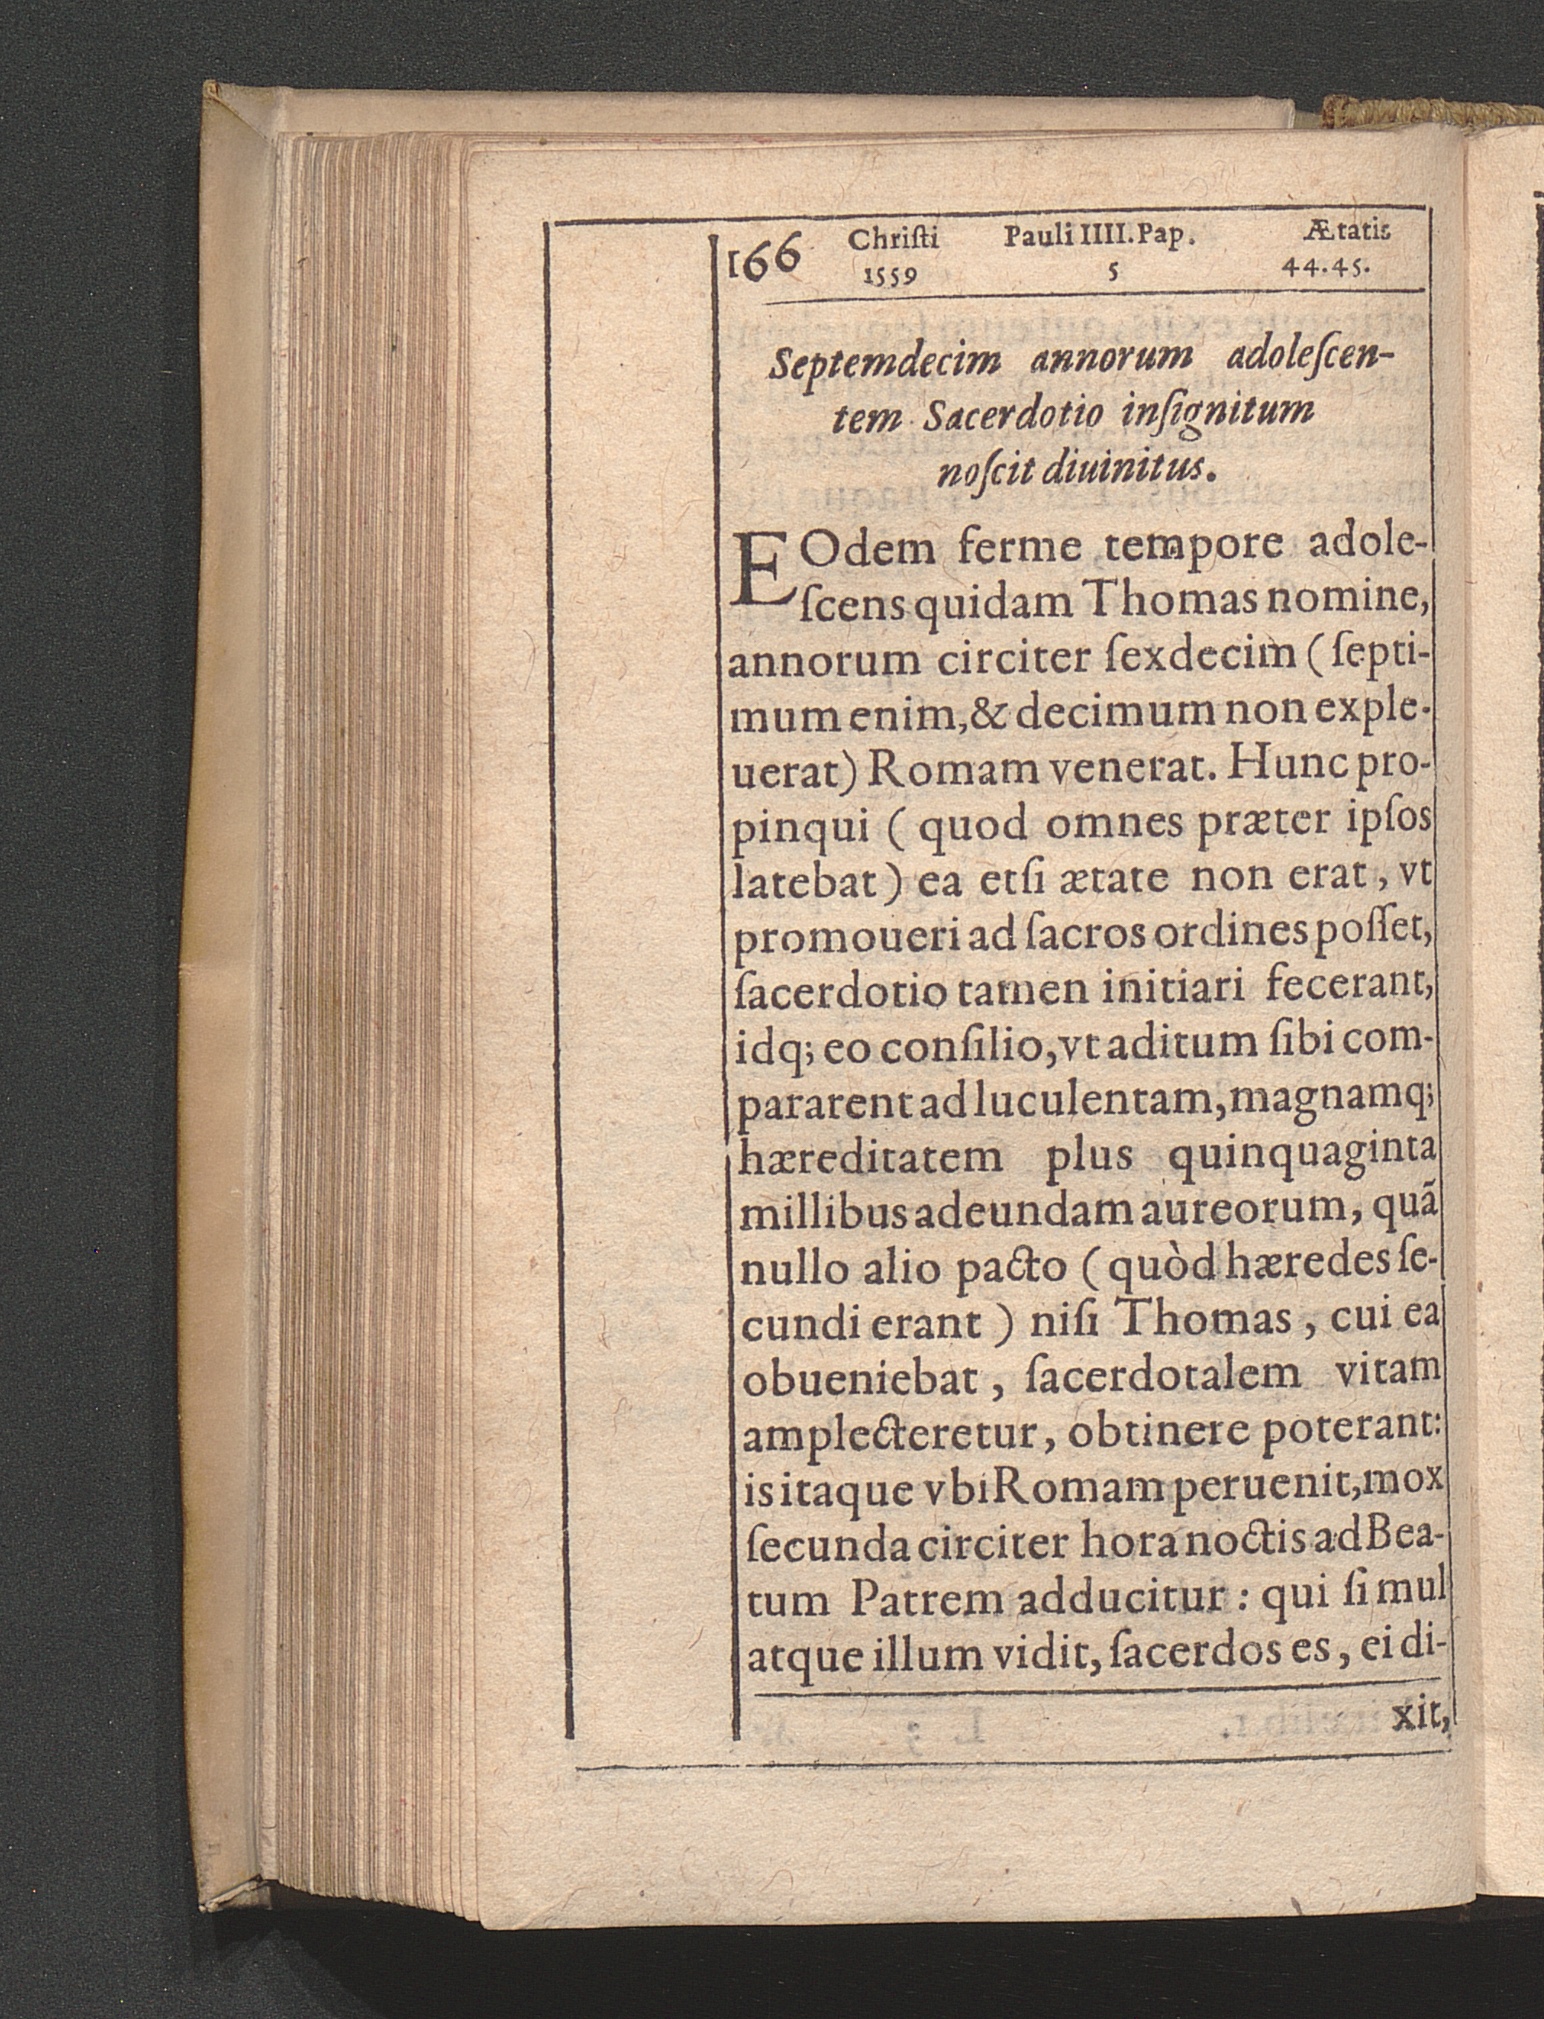 166 Chriſti Pauli IIII. Pap. Ætatis
1559 5 44.45.
Septemdecim annorum adoleſcen-
tem Sacerdotio inſignitum
noſcit diuinitus.
EOdem ferme tempore adole-
ſcens quidam Thomas nomine,
annorum circiter ſexdecim (ſepti-
mum enim, & decimum non exple-
uerat) Romam venerat. Hunc pro-
pinqui (quod omnes præter ipſos
latebat) ea etſi ætate non erat, vt
promoueri ad ſacros ordines poſſet,
ſacerdotio tamen initiari fecerant,
idq; eo conſilio, vt aditum ſibi com-
pararent ad luculentam, magnamq;
hæreditatem plus quinquaginta
millibus adeundam aureorum, quã
nullo alio pacto (quòd hæredes ſe-
cundi erant) niſi Thomas, cui ea
obueniebat, ſacerdotalem vitam
amplecteretur, obtinere poterant:
is itaque vbi Romam peruenit, mox
ſecunda circiter hora noctis ad Bea-
tum Patrem adducitur: qui ſimul
atque illum vidit, ſacerdos es, ei di-
xit,